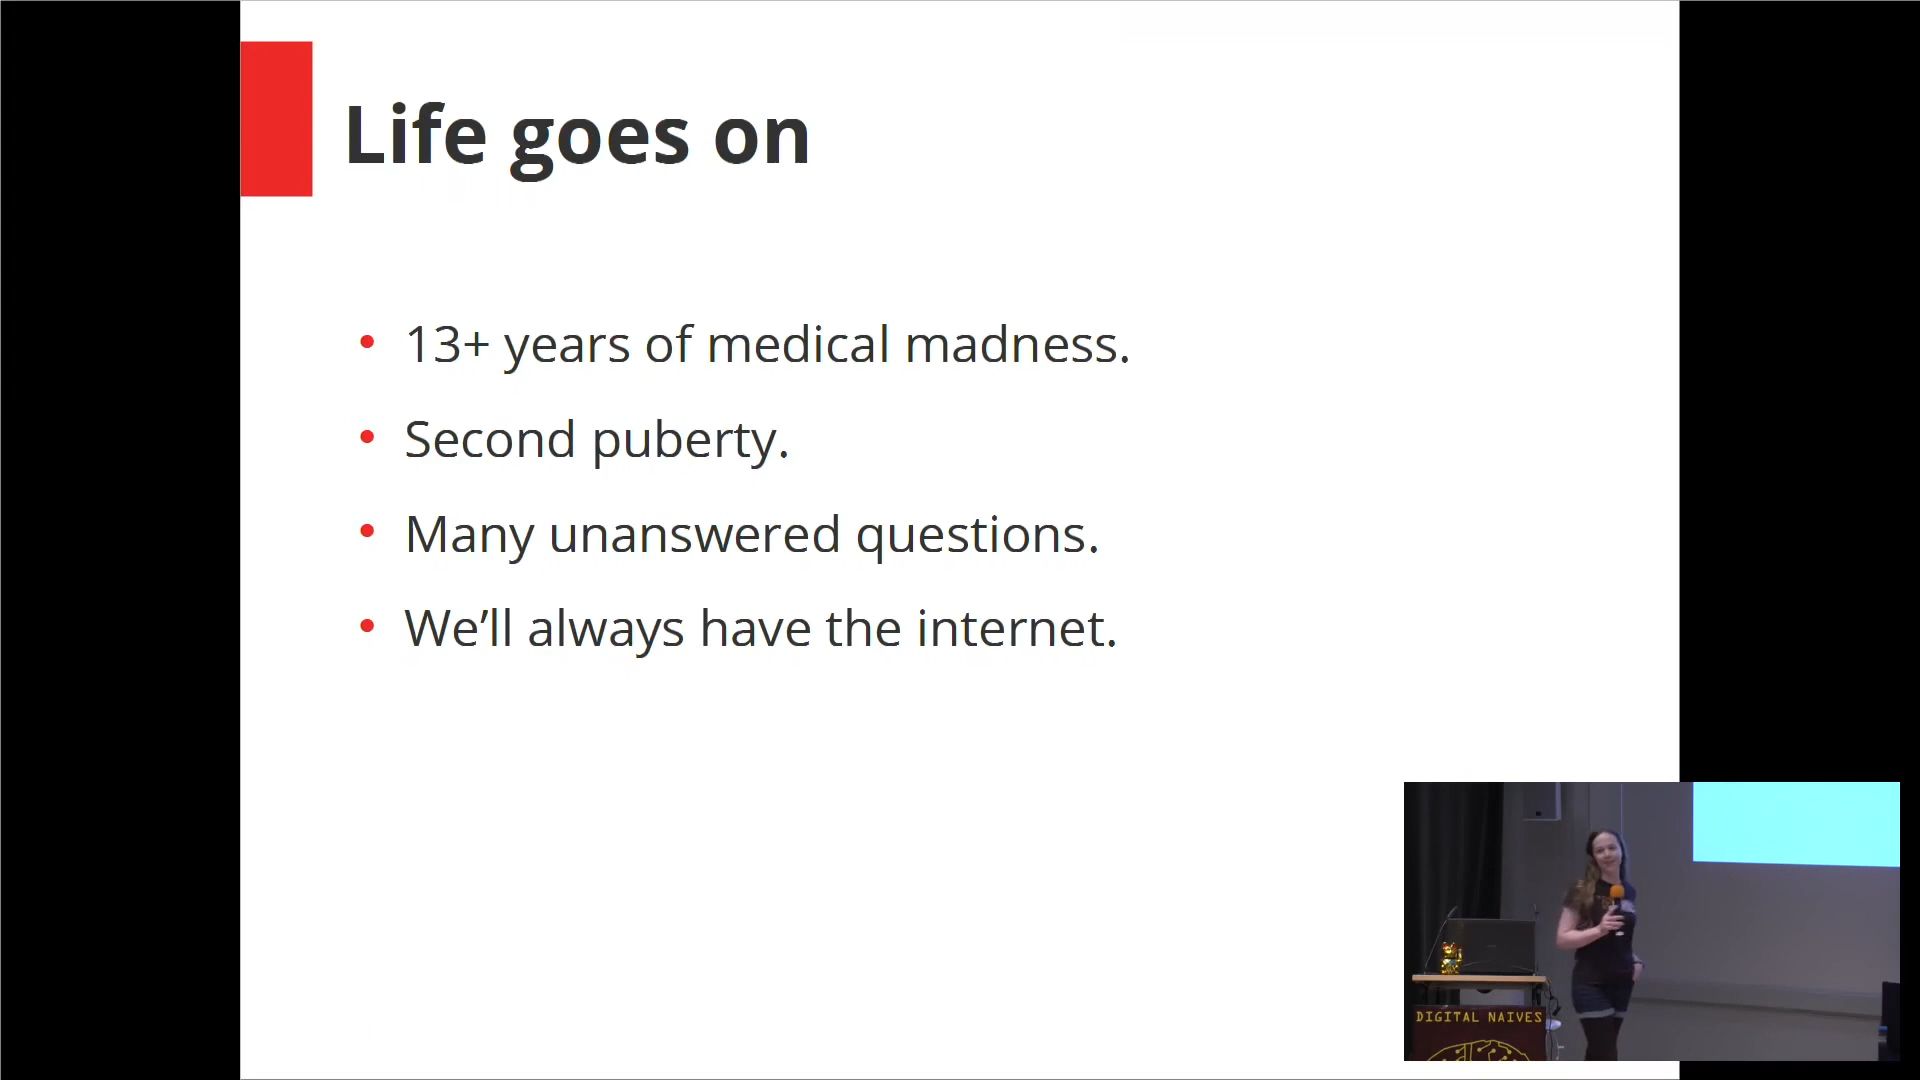 Life goes on
13+ years of medical madness.
Second puberty.
Many unanswered questions.
We’ll always have the internet.
DIGITAL NAIVES